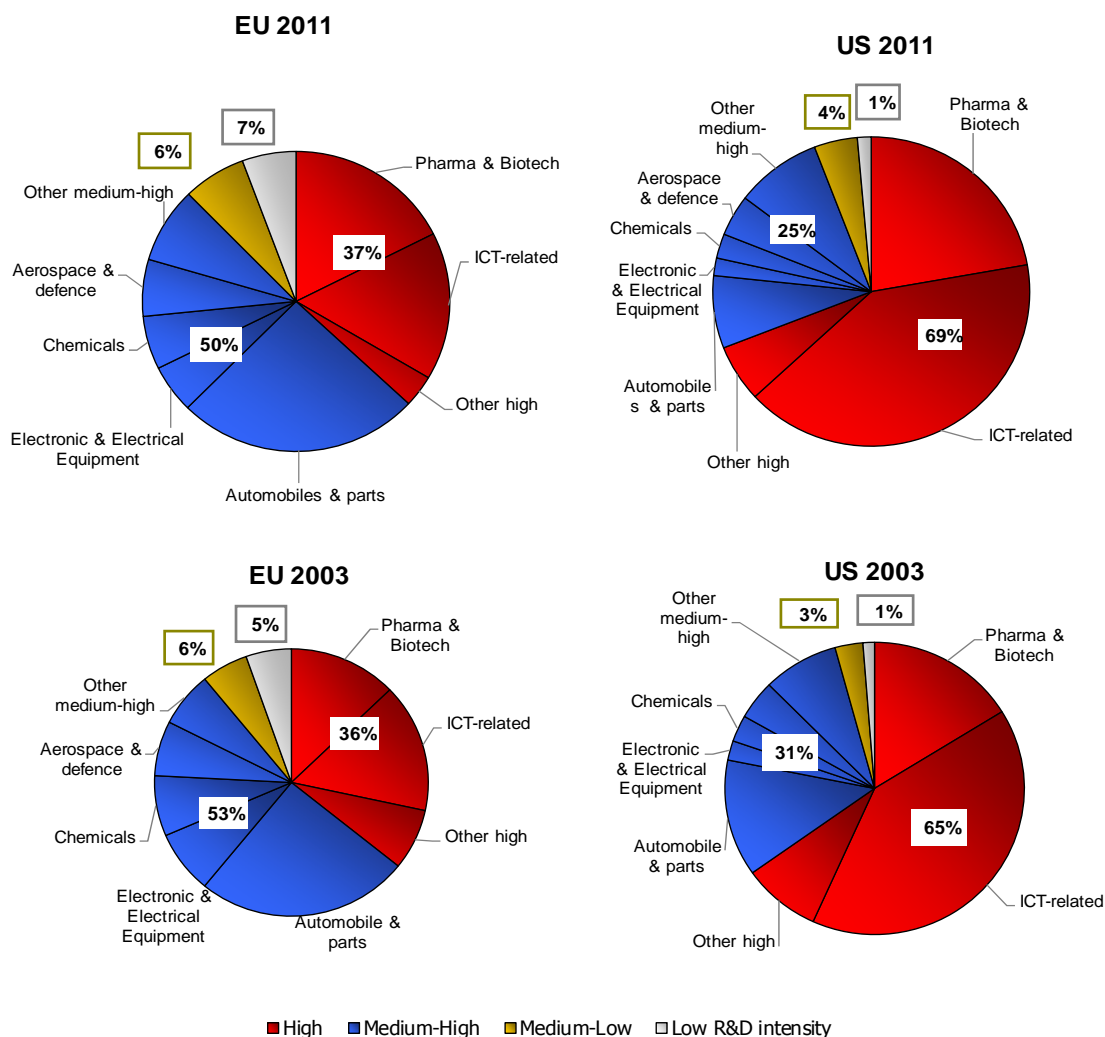 EU 2011
7%
6%
Other medium-high
Pharma &
Biotech
37%
ICT-related
Aerospace &
defence
Chemicals
50%
Other high
Electronic & Electrical
Equipment
Automobiles & parts
US 2011
1%
4%
Other
medium-
high
Pharma &
Biotech
Aerospace
& defence
25%
Chemicals
Electronic
& Electrical
Equipment
69%
Automobile
s & parts
ICT-related
Other high
EU 2003
5%
6%
Pharma &
Biotech
Other
medium-high
36%
ICT-related
Aerospace &
defence
53%
Chemicals
Other high
Electronic &
Electrical
Equipment
Automobile &
parts
US 2003
Other
medium-
high
3%
1%
Pharma &
Biotech
Chemicals
Electronic
& Electrical
Equipment
31%
65%
Automobile
& parts
ICT-related
Other high
High
Medium-High
Medium-Low
Low R&D intensity